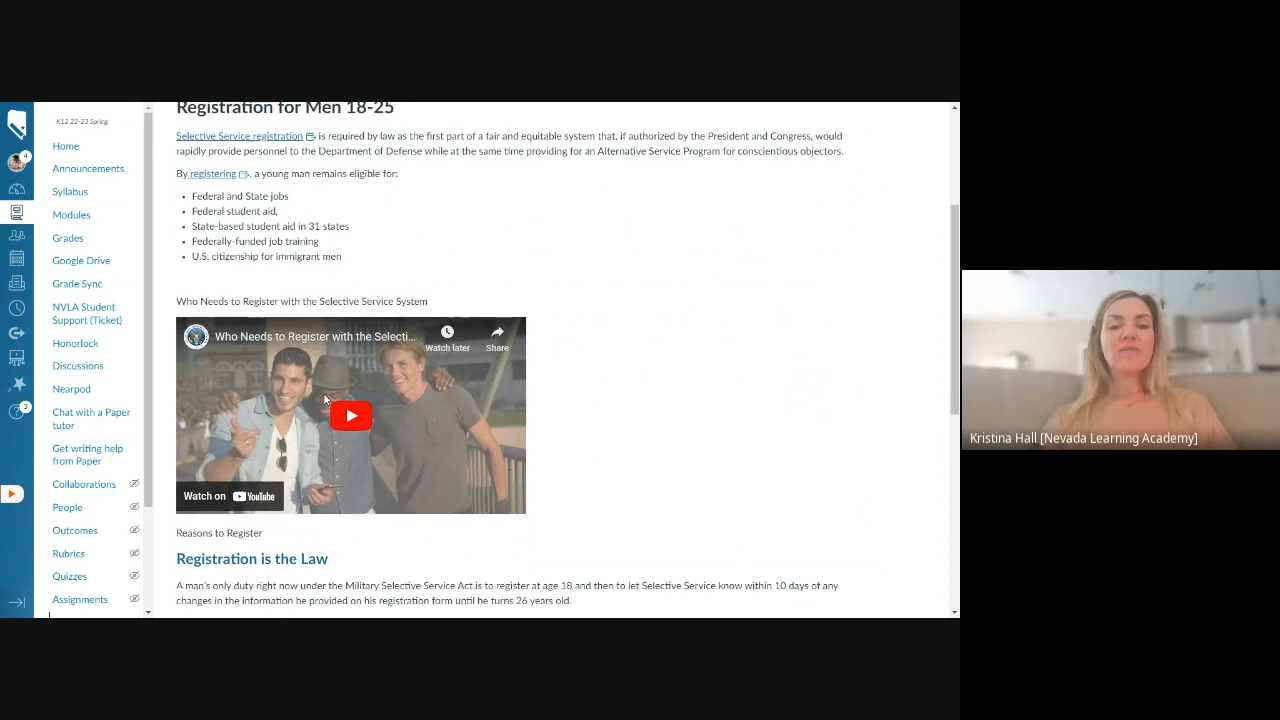 K12 22-23 Spring
Home
Announcements
Syllabus
Modules
Grades
Google Drive
Grade Sync
NVLA Student
Support (Ticket)
Honorlock
Discussions
Nearpod
Chat with a Paper
tutor
Get writing help
from Paper
Collaborations
People
Outcomes
Rubrics
Quizzes
Assignments
4
3
Registration for Men 18-25
Selective Service registration is required by law as the first part of a fair and equitable system that, if authorized by the President and Congress, would
rapidly provide personnel to the Department of Defense while at the same time providing for an Alternative Service Program for conscientious objectors.
By registering , a young man remains eligible for:
• Federal and State jobs
• Federal student aid,
• State-based student aid in 31 states
• Federally-funded job training
• U.S. citizenship for immigrant men
Who Needs to Register with the Selective Service System
Who Needs to Register with the Selecti...
Watch later
Share
Watch on YouTube
Reasons to Register
Registration is the Law
A man's only duty right now under the Military Selective Service Act is to register at age 18 and then to let Selective Service know within 10 days of any
changes in the information he provided on his registration form until he turns 26 years old.
Kristina Hall [Nevada Learning Academy]